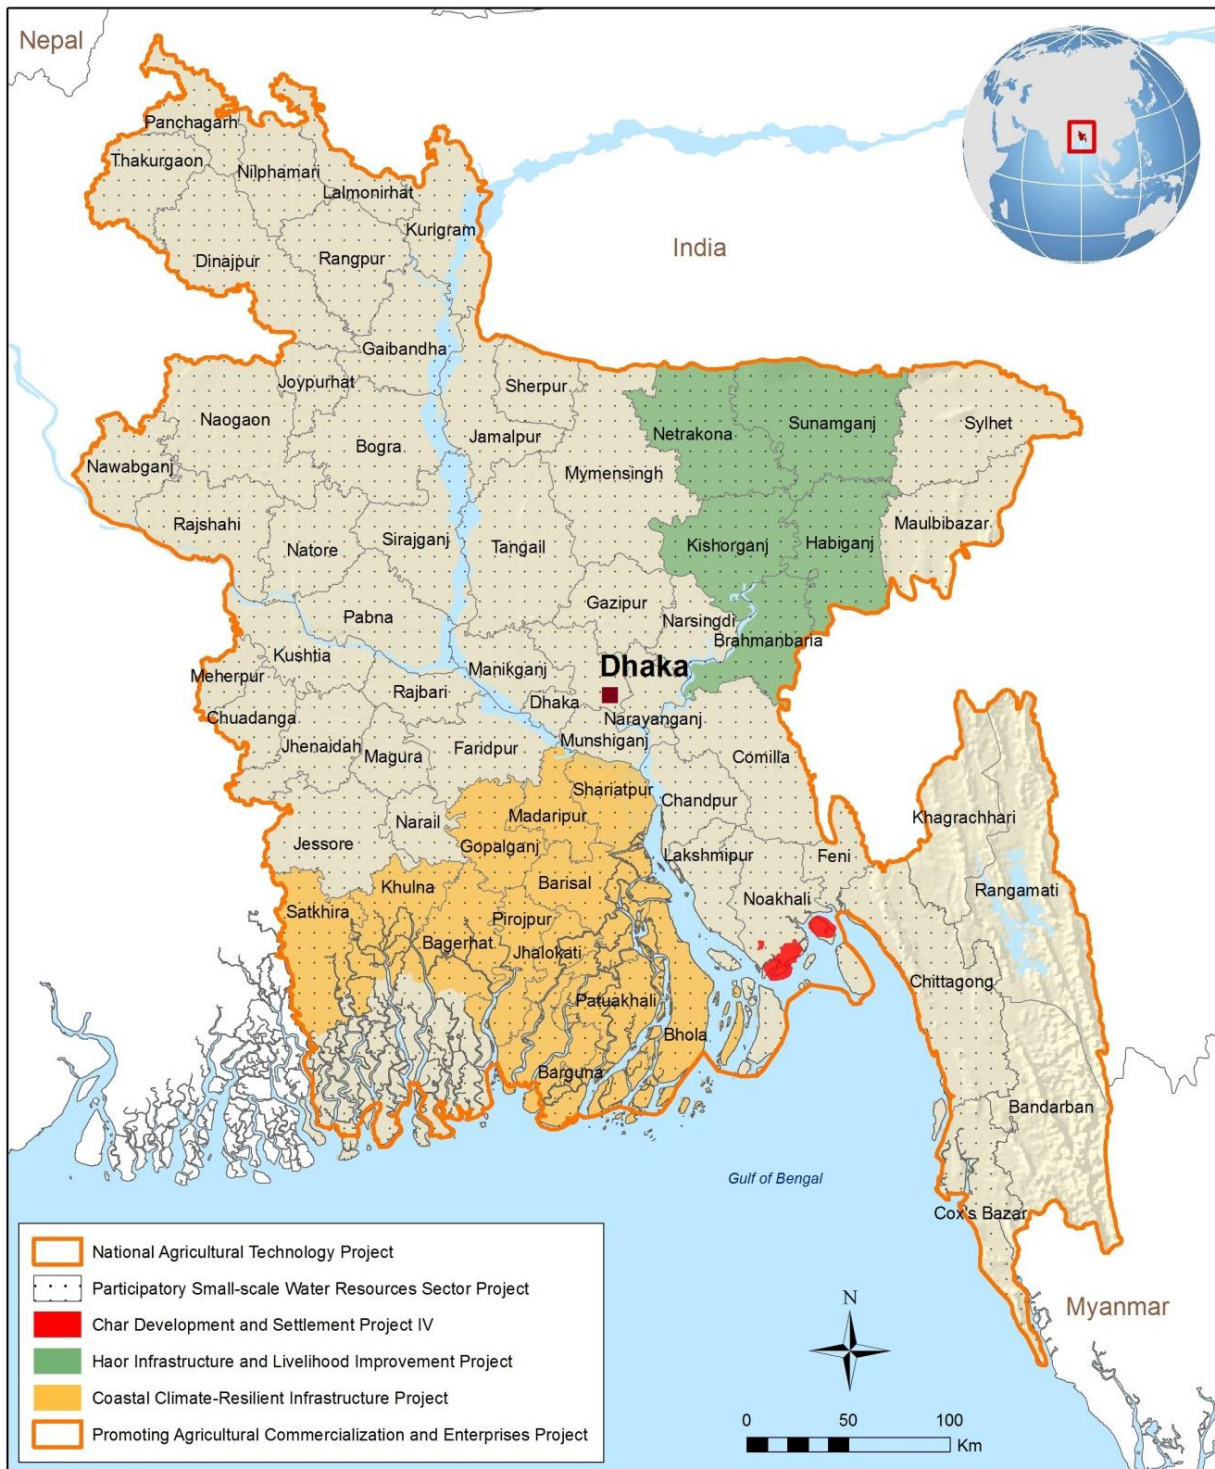 Nepal
Panchagarh
Thakurgaon
Nilphamari
Lalmonirhat
Kurigram
Dinajpur
Rangpur
India
Gaibandha
Joypurhat
Sherpur
Naogaon
Bogra
Jamalpur
Netrakona
Sunamganj
Sylhet
Nawabganj
Mymensingh
Rajshahi
Natore
Sirajganj
Tangail
Kishorganj
Habiganj
Maulbibazar
Gazipur
Pabna
Narsingdi
Brahmanbaria
Kushtia
Meherpur
Manikganj
Dhaka
Rajbari
Dhaka
Chuadanga
Narayanganj
Jhenaidah
Magura
Faridpur
Munshiganj
Comilla
Shariatpur
Chandpur
Madaripur
Khagrachhari
Narail
Jessore
Gopalganj
Lakshmipur
Feni
Khulna
Barisal
Rangamati
Satkhira
Noakhali
Pirojpur
Bagerhat
Jhalokati
Chittagong
Patuakhali
Bhola
Barguna
Bandarban
Gulf of Bengal
Cox's Bazar
Myanmar
National Agricultural Technology Project
Participatory Small-scale Water Resources Sector Project
Char Development and Settlement Project IV
Haor Infrastructure and Livelihood Improvement Project
Coastal Climate-Resilient Infrastructure Project
Promoting Agricultural Commercialization and Enterprises Project
N
0 50 100
Km